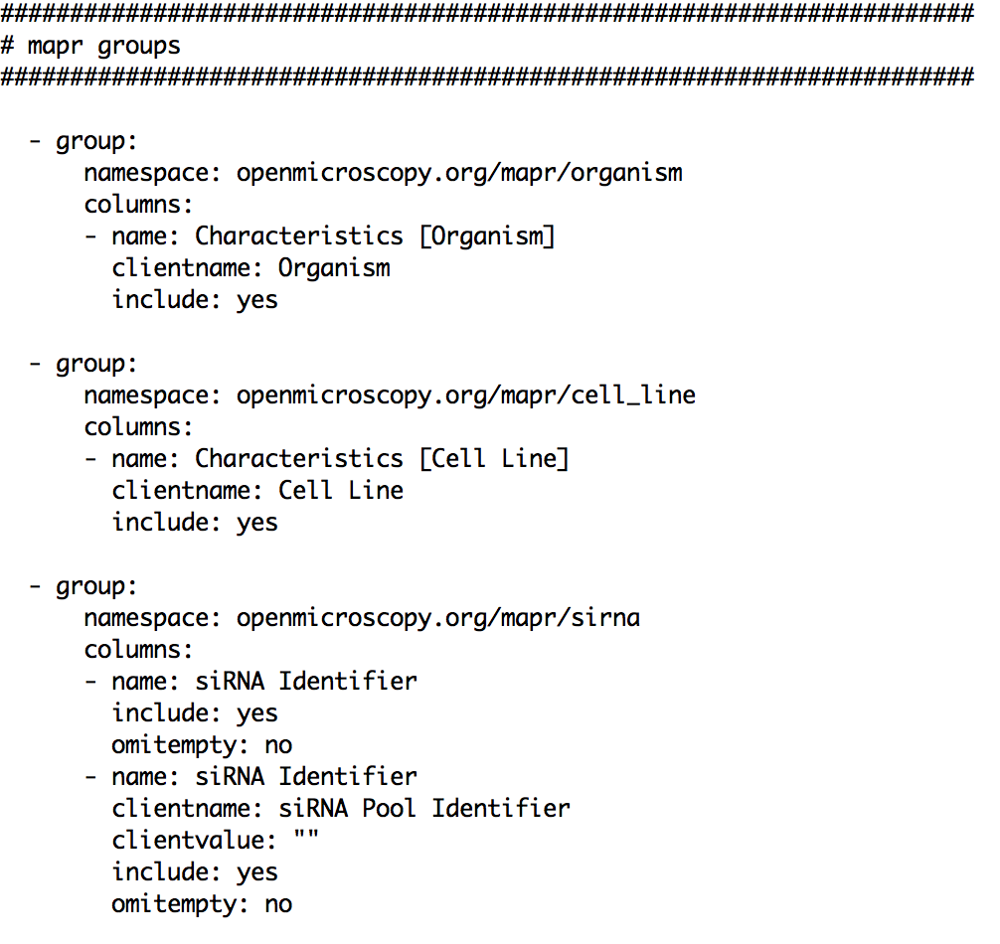 ######################################################################
# mapr groups
######################################################################
- group:
namespace: openmicroscopy.org/mapr/organism
columns:
- name: Characteristics [Organism]
clientname: Organism
include: yes
- group:
namespace: openmicroscopy.org/mapr/cell_line
columns:
- name: Characteristics [Cell Line]
clientname: Cell Line
include: yes
- group:
namespace: openmicroscopy.org/mapr/sirna
columns:
- name: siRNA Identifier
include: yes
omitempty: no
- name: siRNA Identifier
clientname: siRNA Pool Identifier
clientvalue: ""
include: yes
omitempty: no